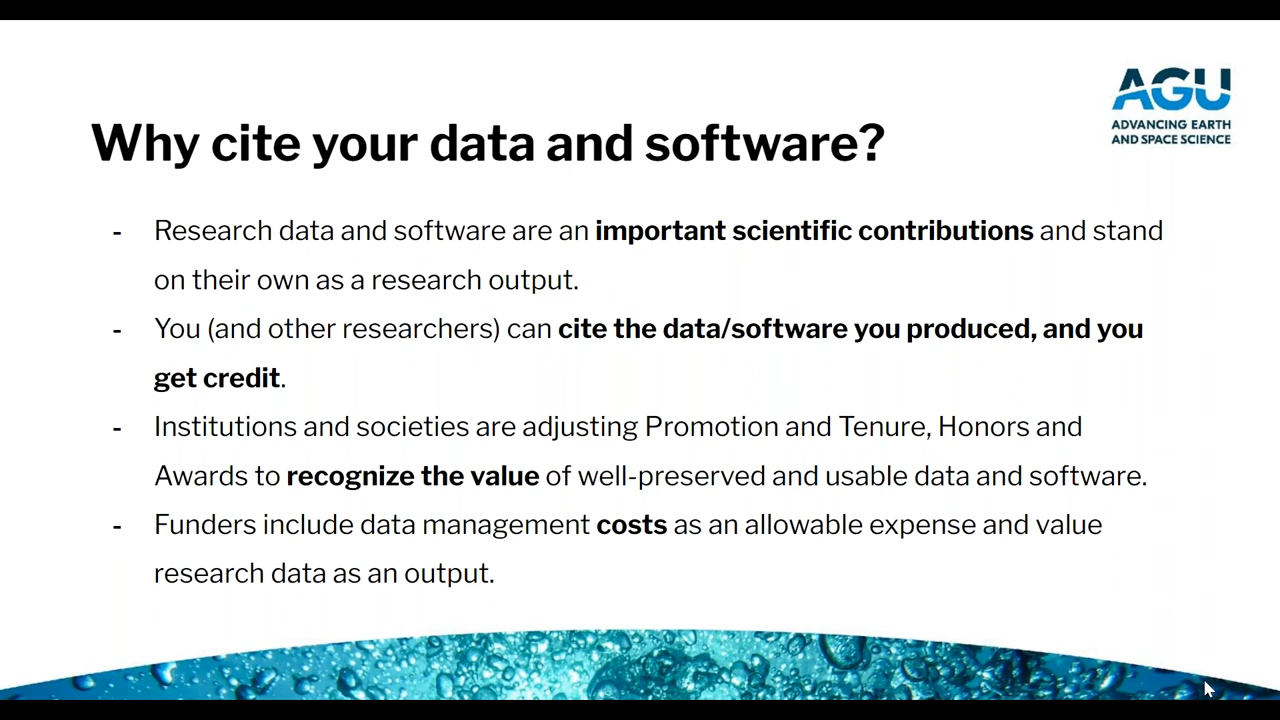 AGU
ADVANCING EARTH
AND SPACE SCIENCE
Why cite your data and software?
- Research data and software are an important scientific contributions and stand
on their own as a research output.
- You (and other researchers) can cite the data/software you produced, and you
get credit.
- Institutions and societies are adjusting Promotion and Tenure, Honors and
Awards to recognize the value of well-preserved and usable data and software.
- Funders include data management costs as an allowable expense and value
research data as an output.